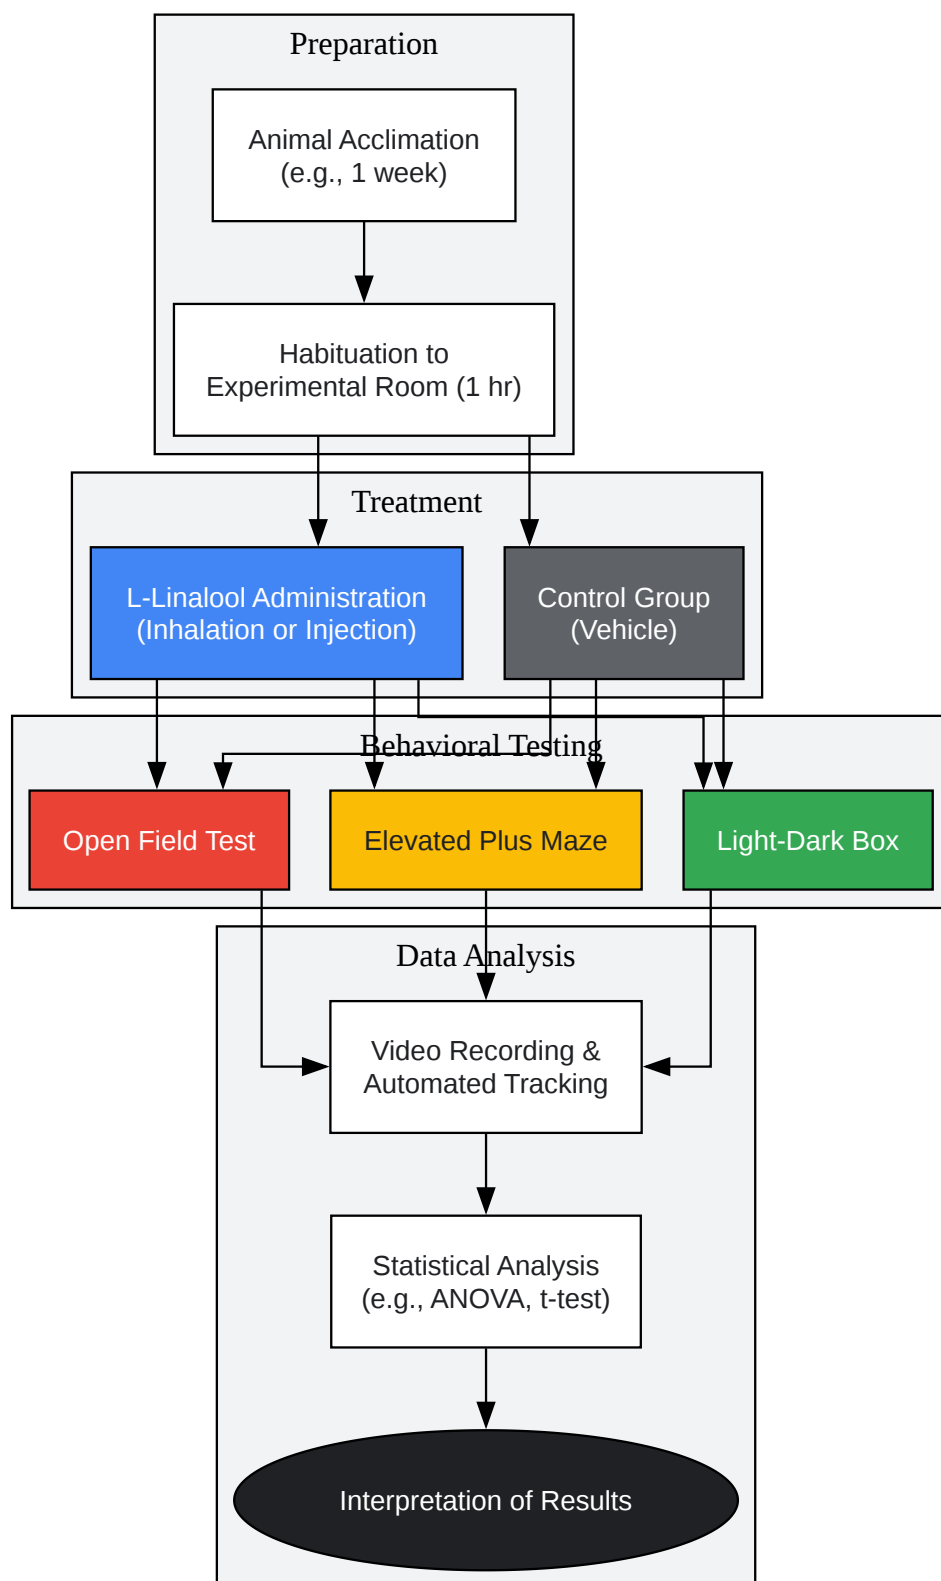 Preparation
Animal Acclimation
(e.g., 1 week)
Habituation to
Experimental Room (1 hr)
Treatment
L-Linalool Administration
(Inhalation or Injection)
Control Group
(Vehicle)
Behavioral Testing
Open Field Test
Elevated Plus Maze
Light-Dark Box
Data Analysis
Video Recording &
Automated Tracking
Statistical Analysis
(e.g., ANOVA, t-test)
Interpretation of Results